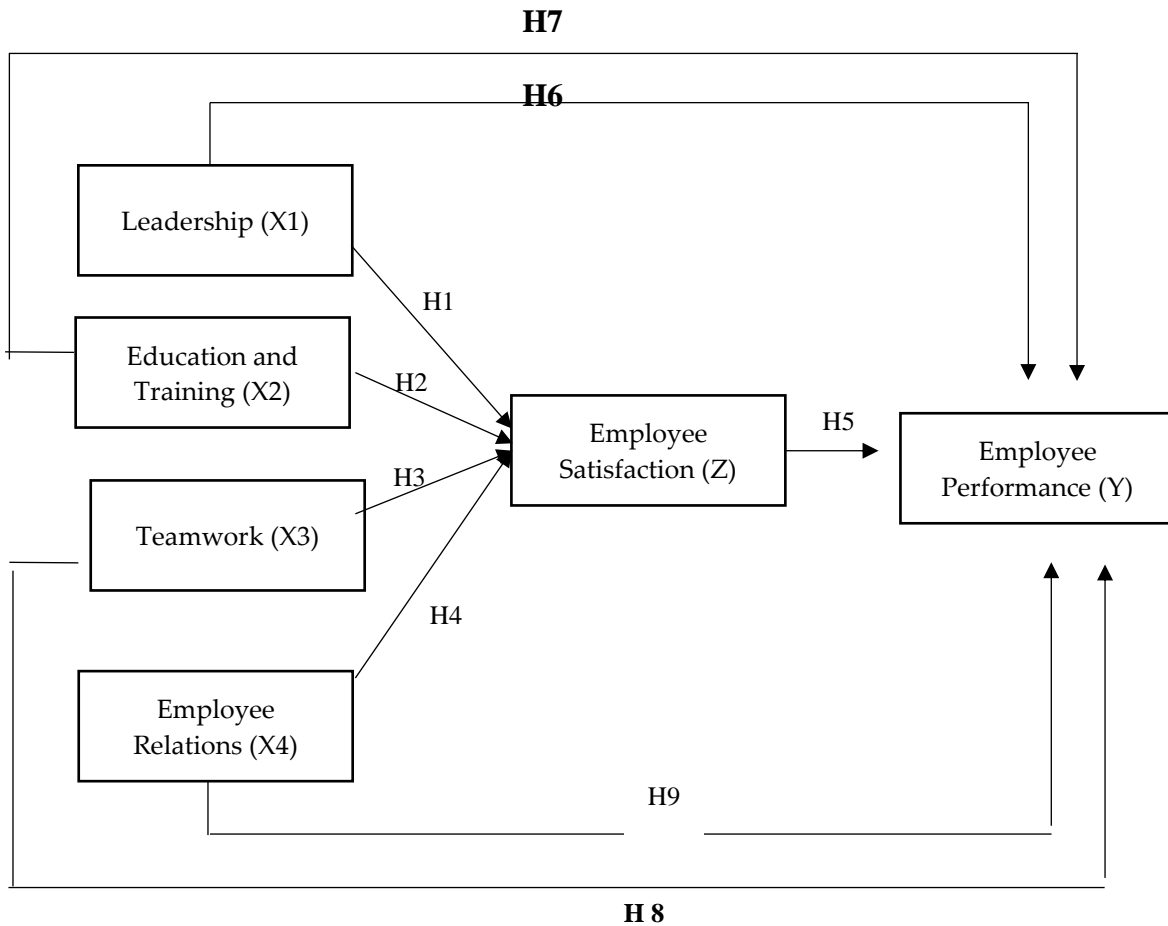 H7
H6
Leadership (X1)
H1
Education and
Training (X2)
H2
Employee
Satisfaction (Z)
H5
Employee
Performance (Y)
H3
Teamwork (X3)
H4
Employee
Relations (X4)
H9
H 8